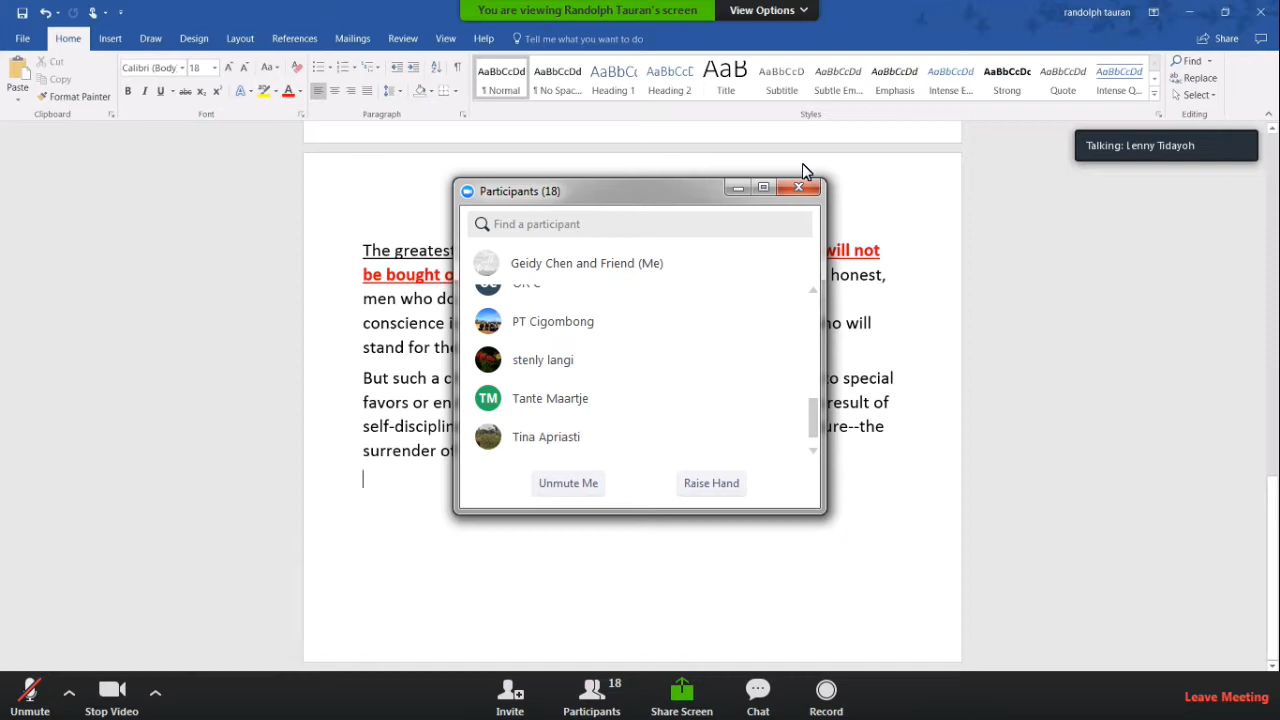 You are viewing Randolph Tauran's screen
View Options
randolph tauran
File Home Insert Draw Design Layout References Mailings Review View Help Tell me what you want to do
Share
Paste
Cut
Copy
Format Painter
Calibri (Body 18
AaBbCcDd AaBbCcDd AaBbCc AaBbCcD AaB AaBbCcD AaBbCcDd AaBbCcDd AaBbCcDd AaBbCcDc AaBbCcDd AaBbCcDd
¶ Normal ¶ No Spac... Heading 1 Heading 2 Title Subtitle Subtle Em... Emphasis Intense E... Strong Quote Intense Q...
Find
Replace
Select
Clipboard Font Paragraph Styles Editing
Talking: Lenny Tidayoh
Participants (18)
Find a participant
Geidy Chen and Friend (Me)
PT Cigombong
stenly langi
TM Tante Maartje
Tina Apriasti
Unmute Me
Raise Hand
The greatest will not
be bought o honest,
men who do
conscience i ho will
stand for the
But such a c to special
favors or en result of
self-disciplin ure--the
surrender of
Unmute
Stop Video
Invite
18
Participants
Share Screen
Chat
Record
Leave Meeting